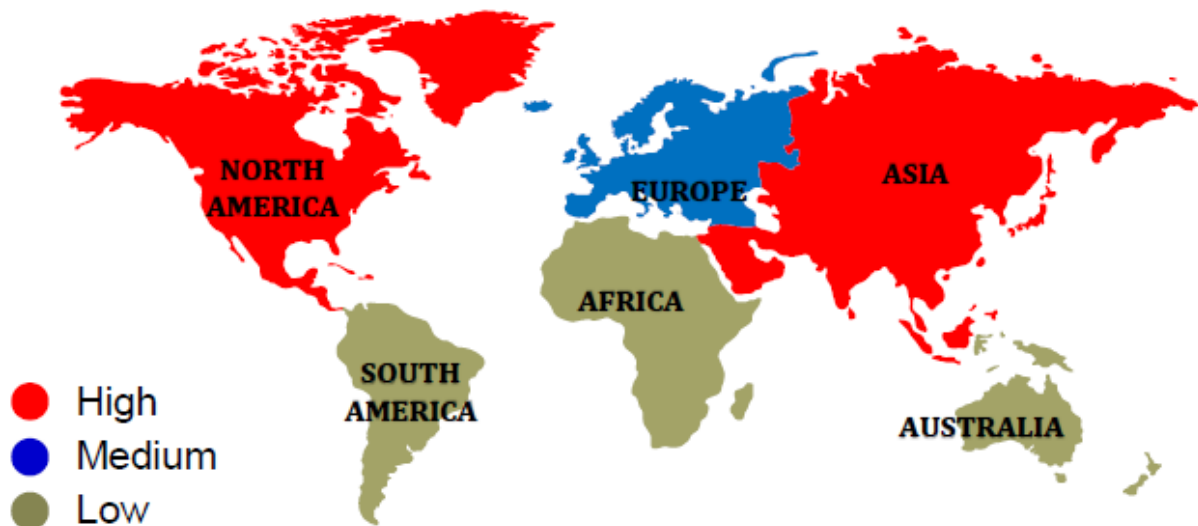 NORTH
AMERICA
EUROPE
ASIA
AFRICA
SOUTH
AMERICA
AUSTRALIA
High
Medium
Low